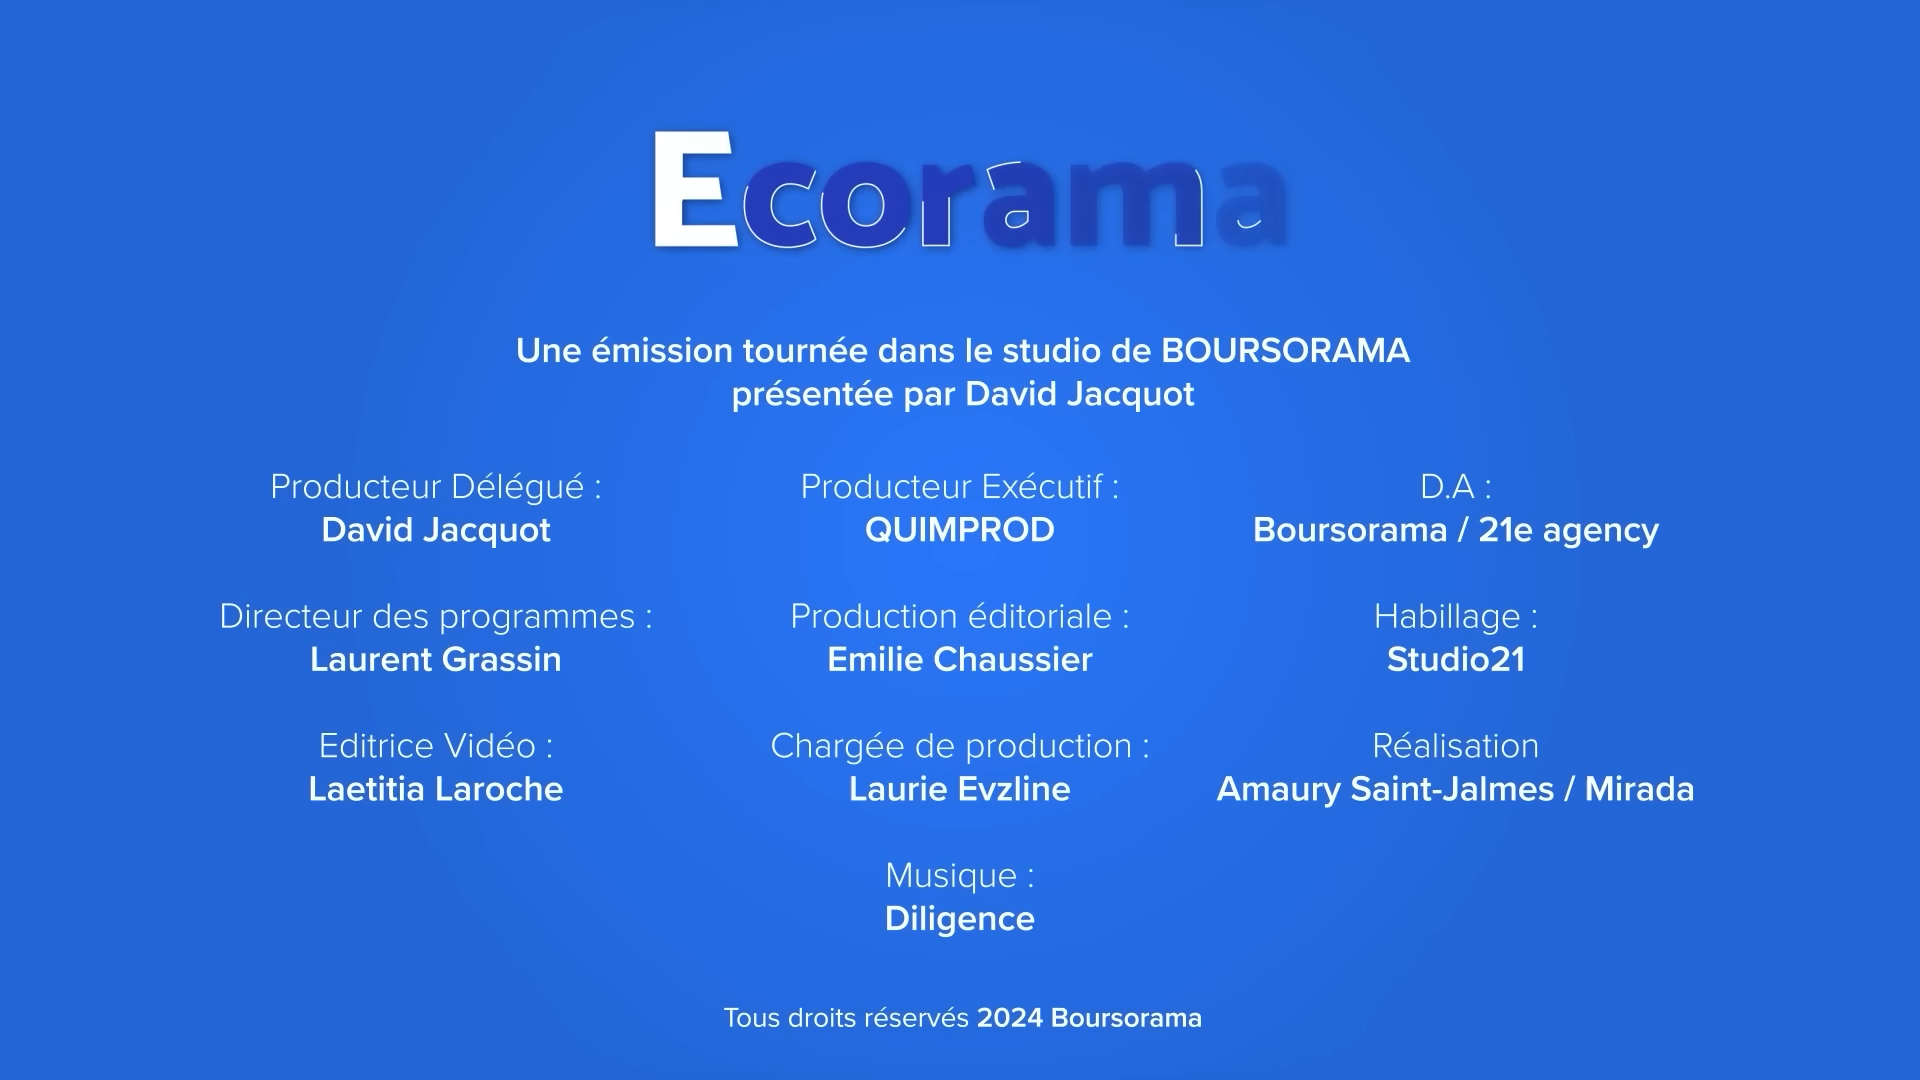 Ecorama
Une émission tournée dans le studio de BOURSORAMA
présentée par David Jacquot
Producteur Délégué :
David Jacquot
Producteur Exécutif :
QUIMPROD
D.A :
Boursorama / 21e agency
Directeur des programmes :
Laurent Grassin
Production éditoriale :
Emilie Chaussier
Habillage :
Studio21
Editrice Vidéo :
Laetitia Laroche
Chargée de production :
Laurie Evzline
Réalisation
Amaury Saint-Jalmes / Mirada
Musique :
Diligence
Tous droits réservés 2024 Boursorama